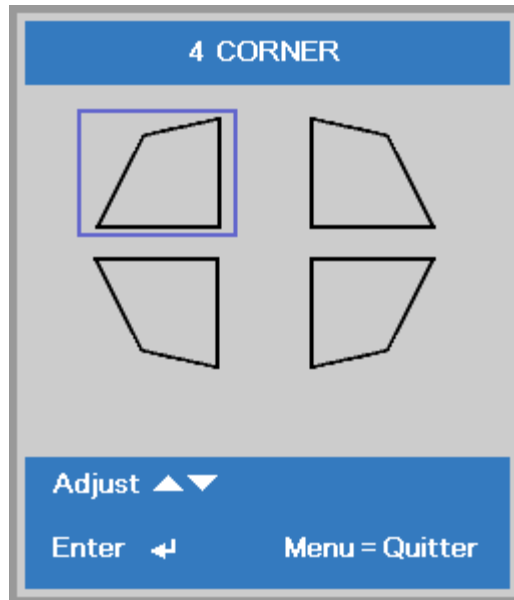 4 CORNER
Adjust ▲▼
Enter ↵
Menu = Quitter